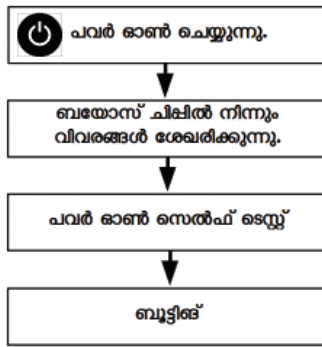 പവർ ഓൺ ചെയ്യുന്നു.
ബയോസ് ചിപ്പിൽ നിന്നും
വിവരങ്ങൾ ശേഖരിക്കുന്നു.
പവർ ഓൺ സെൽഫ് ടെസ്റ്റ്
ബൂട്ടിങ്